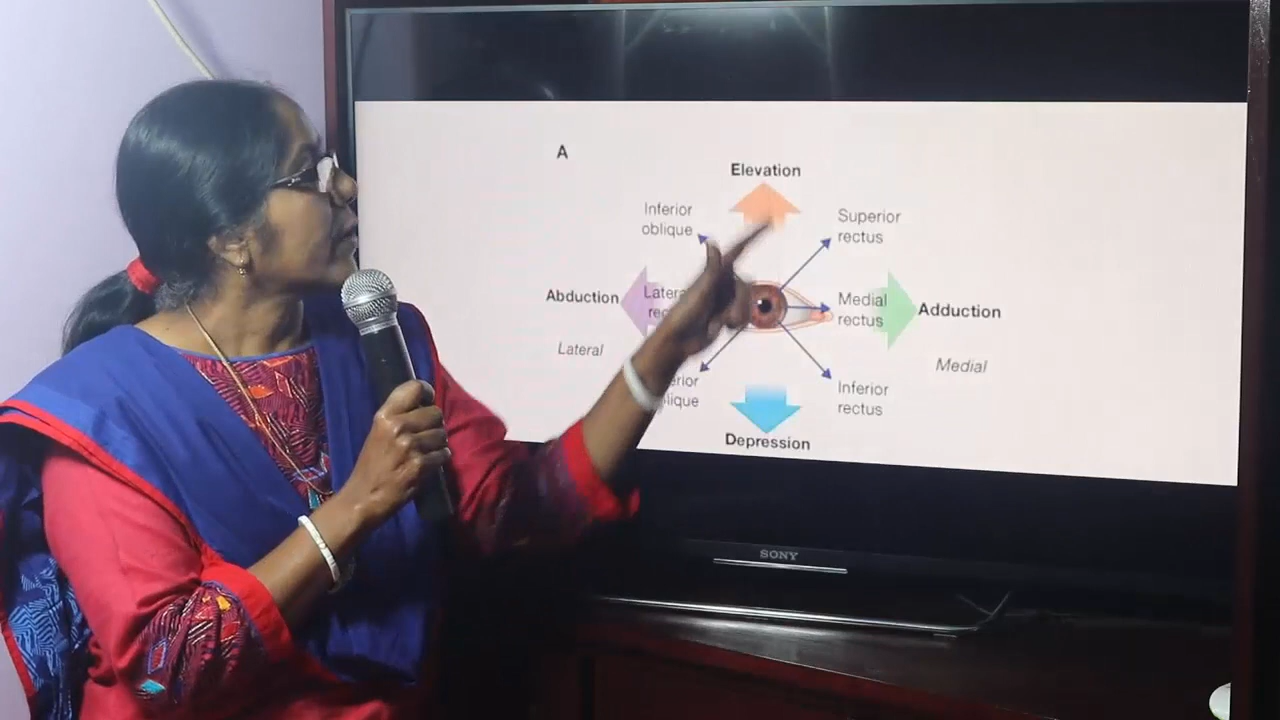 A
Elevation
Inferior
oblique
Superior
rectus
Abduction
Medial
rectus
Adduction
Lateral
Medial
Inferior
rectus
Depression
SONY